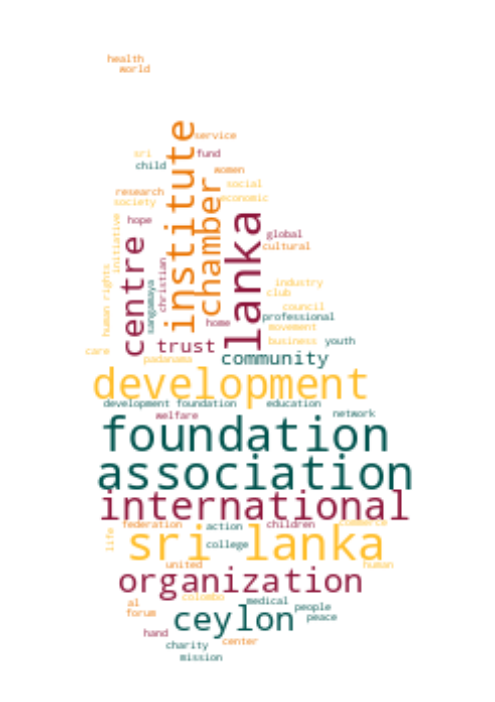 health
world
institute
service
sri
fund
child
women
chamber
social
research
economic
society
lanka
hope
initiative
global
centre
cultural
christian
sangamaya
human rights
industry
club
council
professional
home
movement
trust
business
youth
care
community
padanama
development
development foundation
education
welfare
network
foundation
association
international
federation
action
children
commerce
life
sri lanka
college
united
human
organization
colombo
al
medical
forum
people
ceylon
peace
hand
center
charity
mission